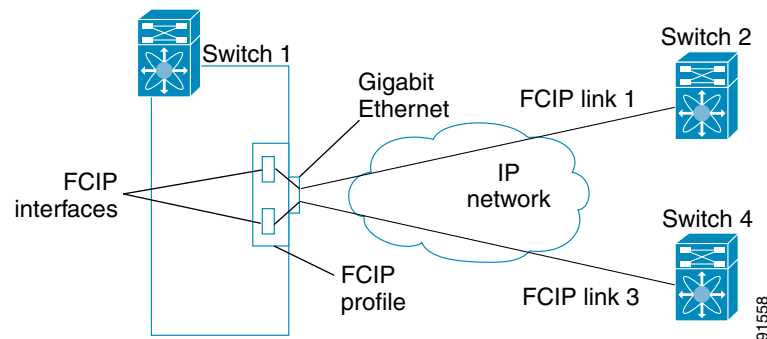 Switch 1
Switch 2
Gigabit
Ethernet
FCIP link 1
IP
network
FCIP
interfaces
Switch 4
FCIP
profile
FCIP link 3
91558